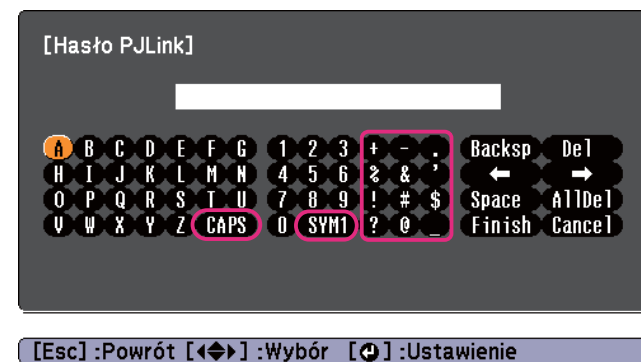 [Hasło PJLink]
A B C D E F G 1 2 3 + - . Backsp Del
H I J K L M N 4 5 6 % & ' ← →
O P Q R S T U 7 8 9 ! # $ Space AllDel
V W X Y Z CAPS 0 SYM1 ? @ _ Finish Cancel
[Esc] :Powrót [◆] :Wybór [⏎] :Ustawienie